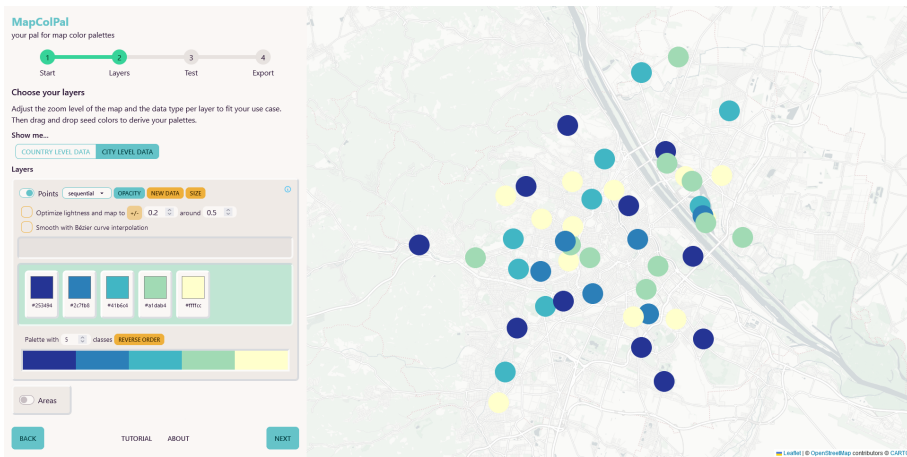 MapColPal
your pal for map color palettes
1 2 3 4
Start Layers Test Export
Choose your layers
Adjust the zoom level of the map and the data type per layer to fit your use case.
Then drag and drop seed colors to derive your palettes.
Show me...
COUNTRY LEVEL DATA CITY LEVEL DATA
Layers
Points sequential OPACITY NEW DATA SIZE
Optimize lightness and map to +/- 0.2 around 0.5
Smooth with Bézier curve interpolation
#253494 #2c7fb8 #41b6c4 #a1dab4 #ffffcc
Palette with 5 classes REVERSE ORDER
Areas
BACK TUTORIAL ABOUT NEXT
Leaflet | © OpenStreetMap contributors © CARTO